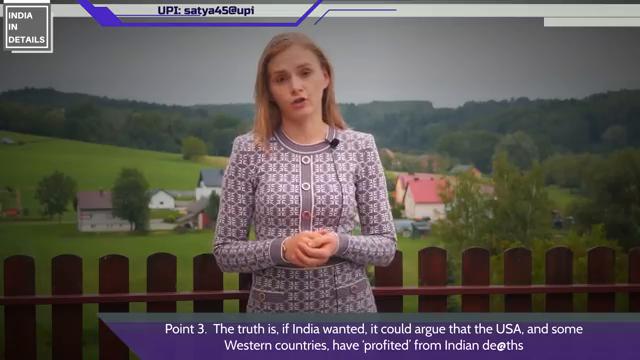 INDIA
IN
DETAILS
UPI: satya45@upi
Point 3. The truth is, if India wanted, it could argue that the USA, and some
Western countries, have 'profited' from Indian de@ths